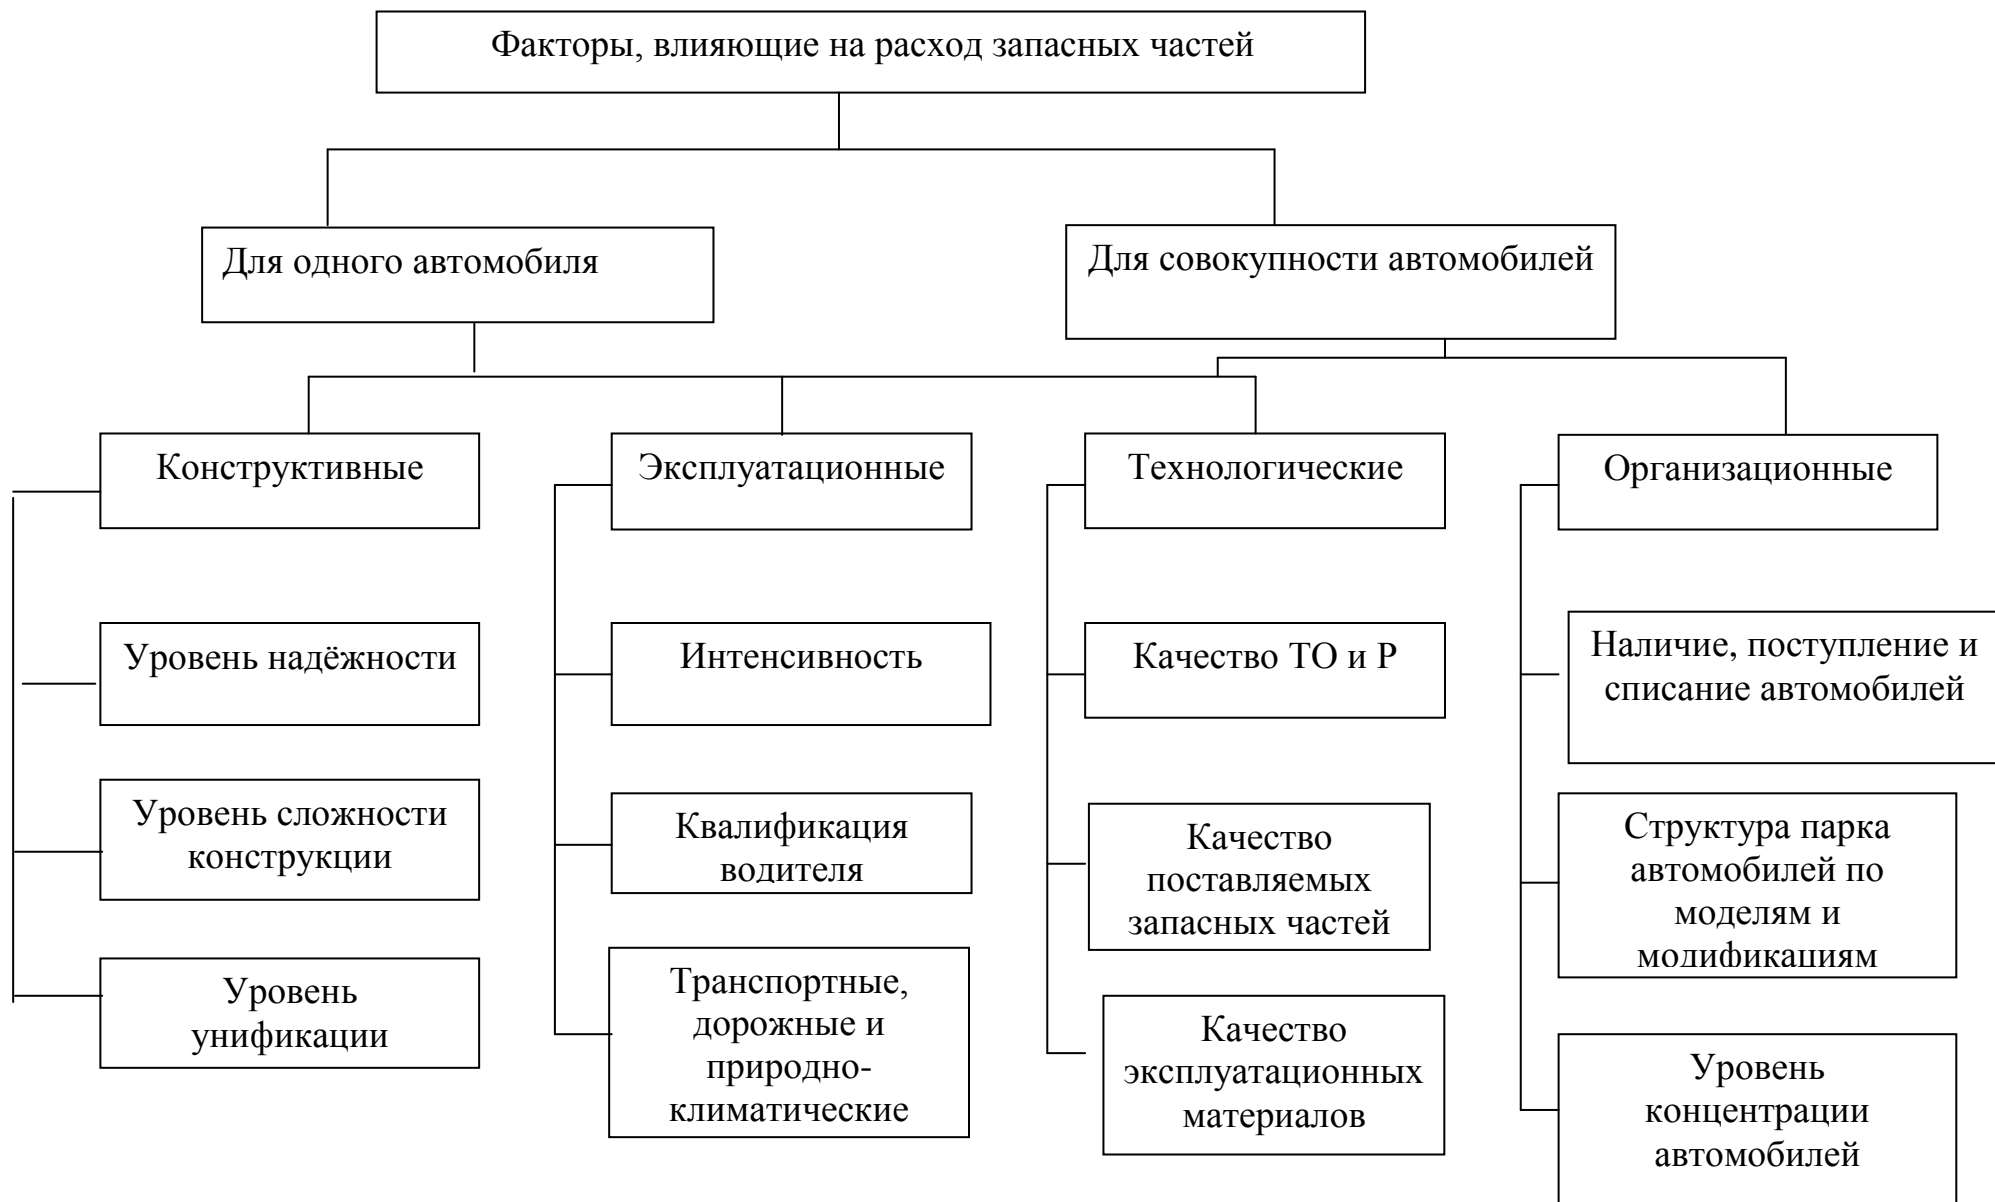 Факторы, влияющие на расход запасных частей
Для одного автомобиля
Для совокупности автомобилей
Конструктивные
Эксплуатационные
Технологические
Организационные
Уровень надёжности
Интенсивность
Качество ТО и Р
Наличие, поступление и
списание автомобилей
Уровень сложности
конструкции
Квалификация
водителя
Качество
поставляемых
запасных частей
Структура парка
автомобилей по
моделям и
модификациям
Уровень
унификации
Транспортные,
дорожные и
природно-
климатические
Качество
эксплуатационных
материалов
Уровень
концентрации
автомобилей